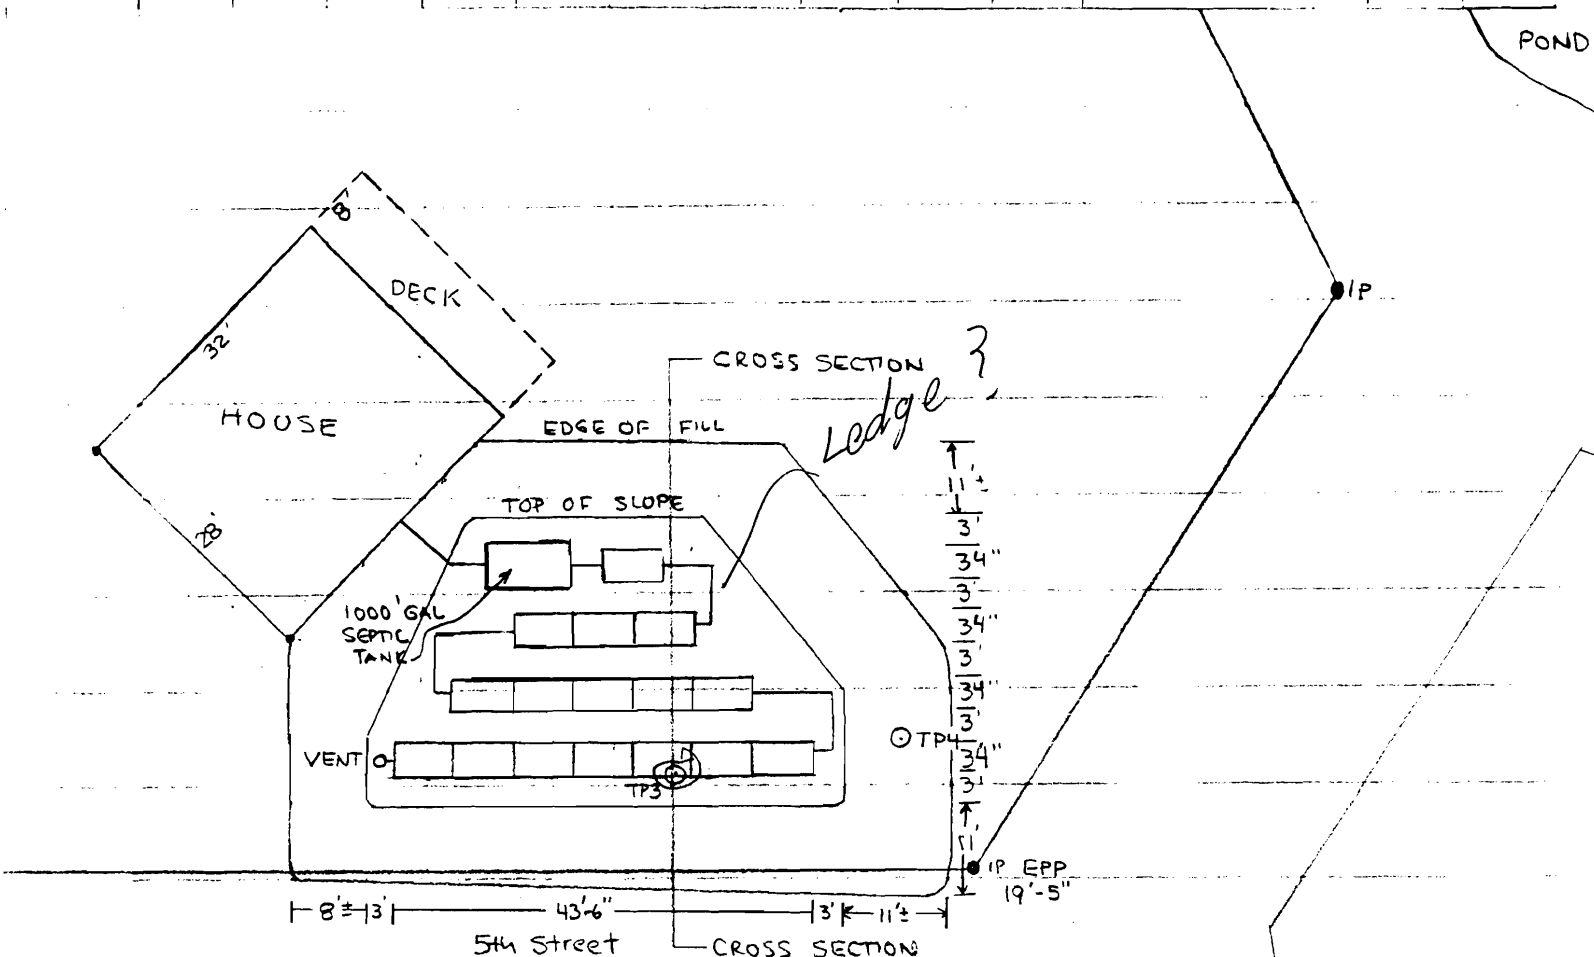 POND
8'
DECK
IP
32'
CROSS SECTION
Ledge ?
HOUSE
EDGE OF FILL
11'±
TOP OF SLOPE
3'
34"
28'
3'
1000 GAL
SEPTIC
TANK
34"
3'
34"
3'
VENT
TP4
34"
TP3
3'
11'
IP EPP
19'-5"
8'±
3'
43'-6"
3'
11'±
5th Street
CROSS SECTION